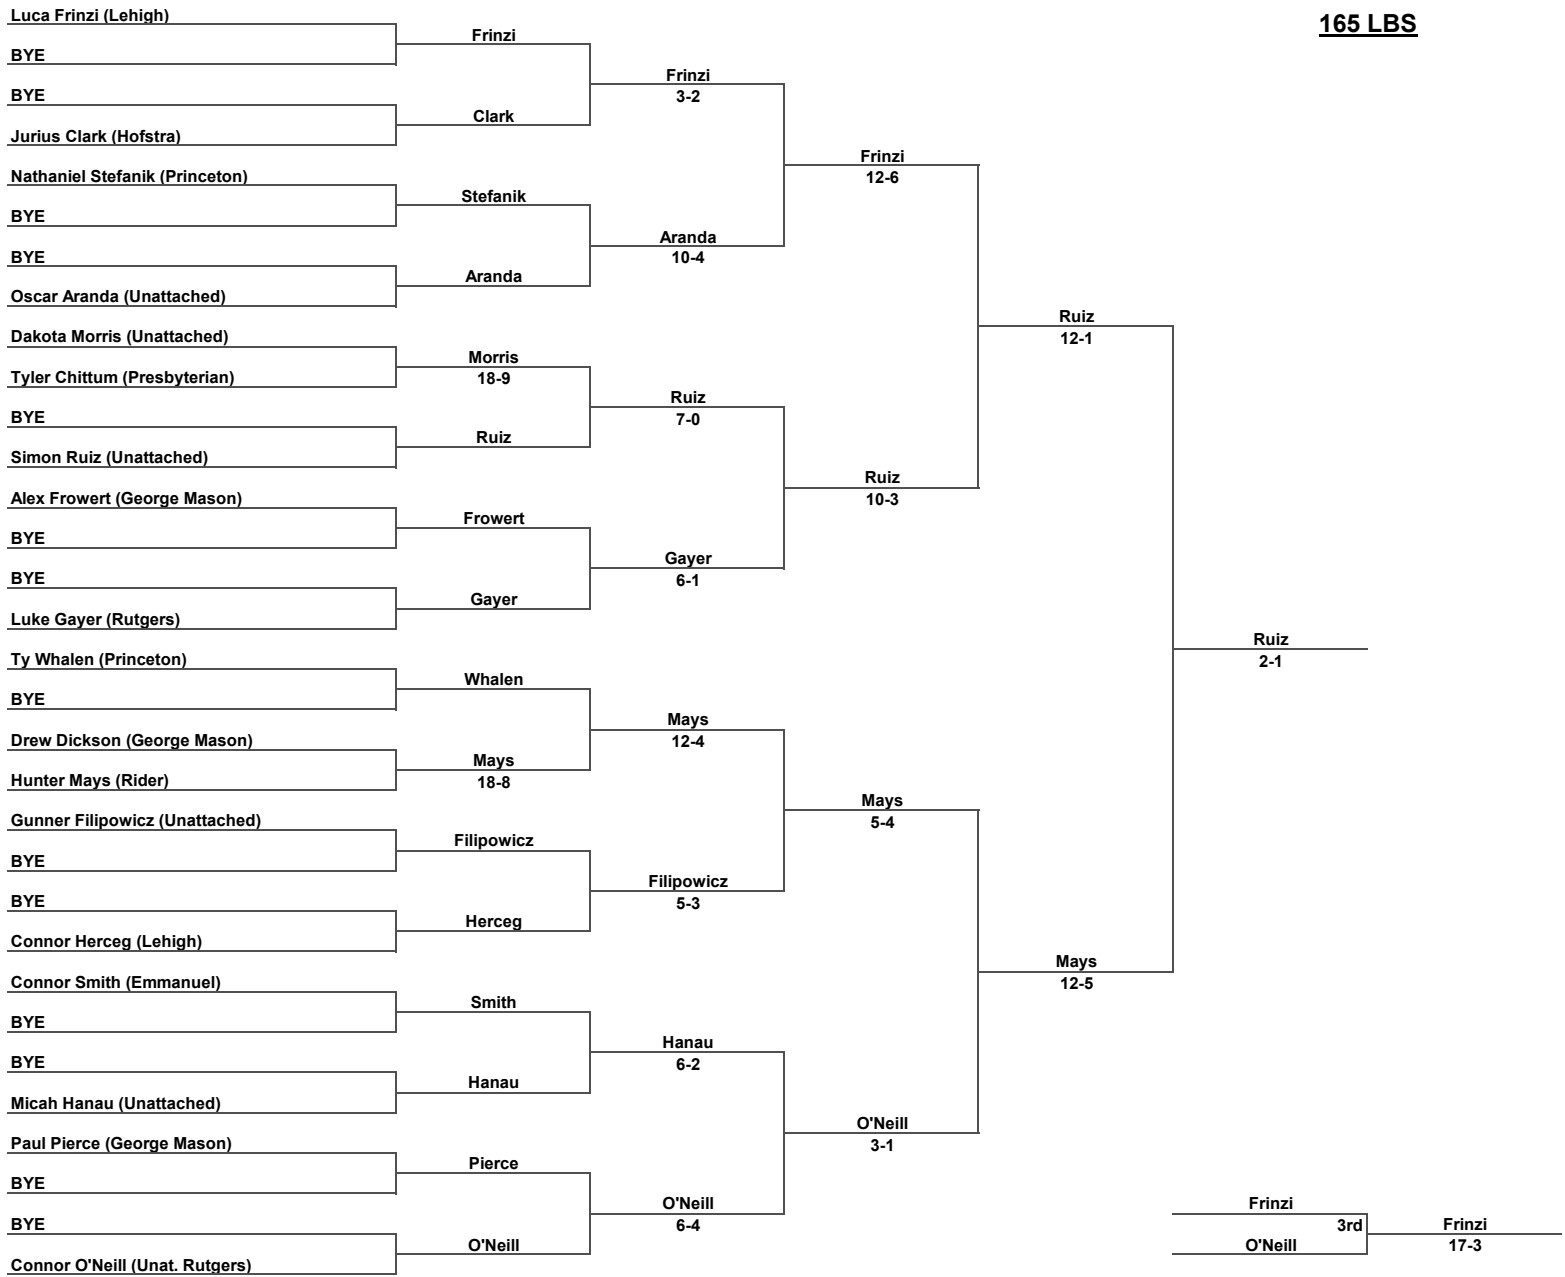 165 LBS
Luca Frinzi (Lehigh)
BYE
BYE
Jurius Clark (Hofstra)
Nathaniel Stefanik (Princeton)
BYE
BYE
Oscar Aranda (Unattached)
Dakota Morris (Unattached)
Tyler Chittum (Presbyterian)
BYE
Simon Ruiz (Unattached)
Alex Frowert (George Mason)
BYE
BYE
Luke Gayer (Rutgers)
Ty Whalen (Princeton)
BYE
Drew Dickson (George Mason)
Hunter Mays (Rider)
Gunner Filipowicz (Unattached)
BYE
BYE
Connor Herceg (Lehigh)
Connor Smith (Emmanuel)
BYE
BYE
Micah Hanau (Unattached)
Paul Pierce (George Mason)
BYE
BYE
Connor O'Neill (Unat. Rutgers)
Frinzi
Clark
Stefanik
Aranda
Morris
18-9
Ruiz
Frowert
Gayer
Whalen
Mays
18-8
Filipowicz
Herceg
Smith
Hanau
Pierce
O'Neill
Frinzi
3-2
Aranda
10-4
Ruiz
7-0
Gayer
6-1
Mays
12-4
Filipowicz
5-3
Hanau
6-2
O'Neill
6-4
Frinzi
12-6
Ruiz
10-3
Mays
5-4
O'Neill
3-1
Ruiz
12-1
Mays
12-5
Ruiz
2-1
Frinzi
3rd
O'Neill
Frinzi
17-3